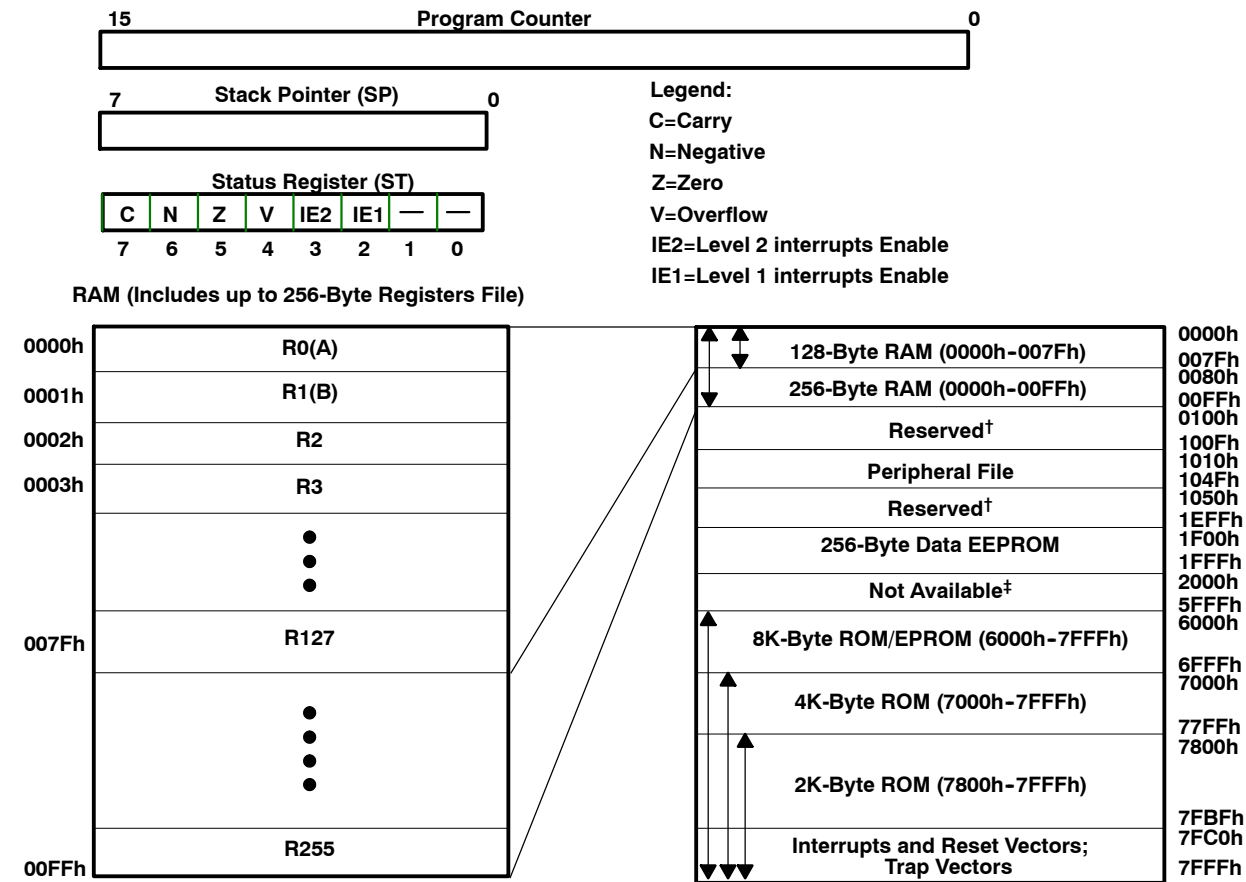 15 Program Counter 0
7 Stack Pointer (SP) 0
Legend:
C=Carry
N=Negative
Z=Zero
V=Overflow
IE2=Level 2 interrupts Enable
IE1=Level 1 interrupts Enable
Status Register (ST)
C N Z V IE2 IE1 — —
7 6 5 4 3 2 1 0
RAM (Includes up to 256-Byte Registers File)
0000h R0(A)
0001h R1(B)
0002h R2
0003h R3
007Fh R127
R255
00FFh
0000h
128-Byte RAM (0000h-007Fh)
007Fh
0080h
256-Byte RAM (0000h-00FFh)
00FFh
0100h
Reserved†
100Fh
1010h
Peripheral File
104Fh
1050h
Reserved†
1EFFh
1F00h
256-Byte Data EEPROM
1FFFh
2000h
Not Available‡
5FFFh
6000h
8K-Byte ROM/EPROM (6000h-7FFFh)
6FFFh
7000h
4K-Byte ROM (7000h-7FFFh)
77FFh
7800h
2K-Byte ROM (7800h-7FFFh)
7FBFh
7FC0h
Interrupts and Reset Vectors;
Trap Vectors
7FFFh